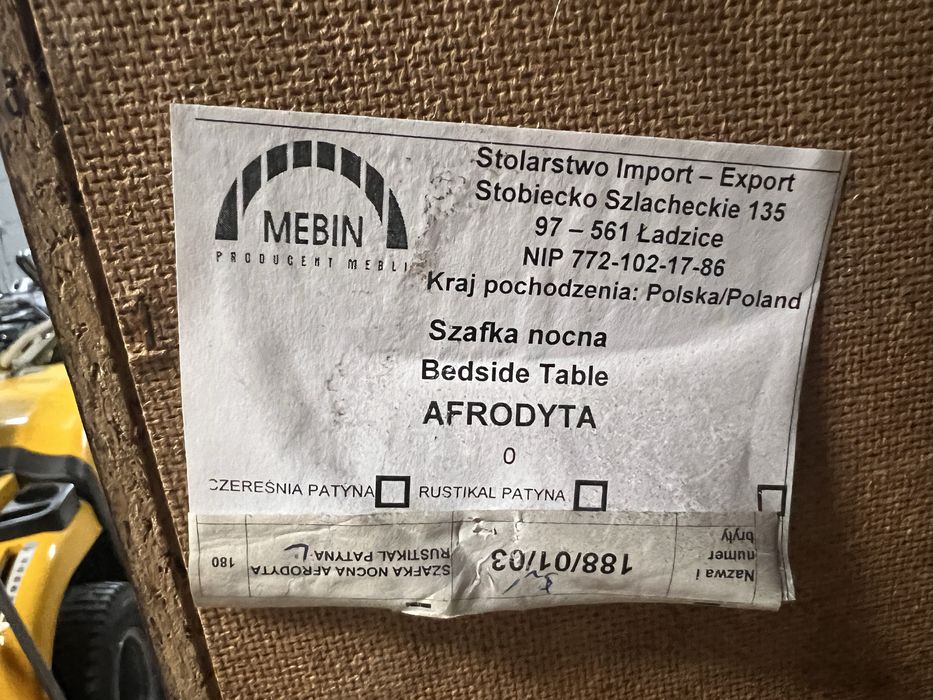 MEBIN
PRODUCENT MEBLI
Stolarstwo Import – Export
Stobiecko Szlacheckie 135
97 – 561 Ładzice
NIP 772-102-17-86
Kraj pochodzenia: Polska/Poland
Szafka nocna
Bedside Table
AFRODYTA
0
CZEREŚNIA PATYNA
RUSTIKAL PATYNA
Nazwa i
numer
bryły
188/01/03
SZAFKA NOCNA AFRODYTA
RUSTIKAL PATYNA L
180